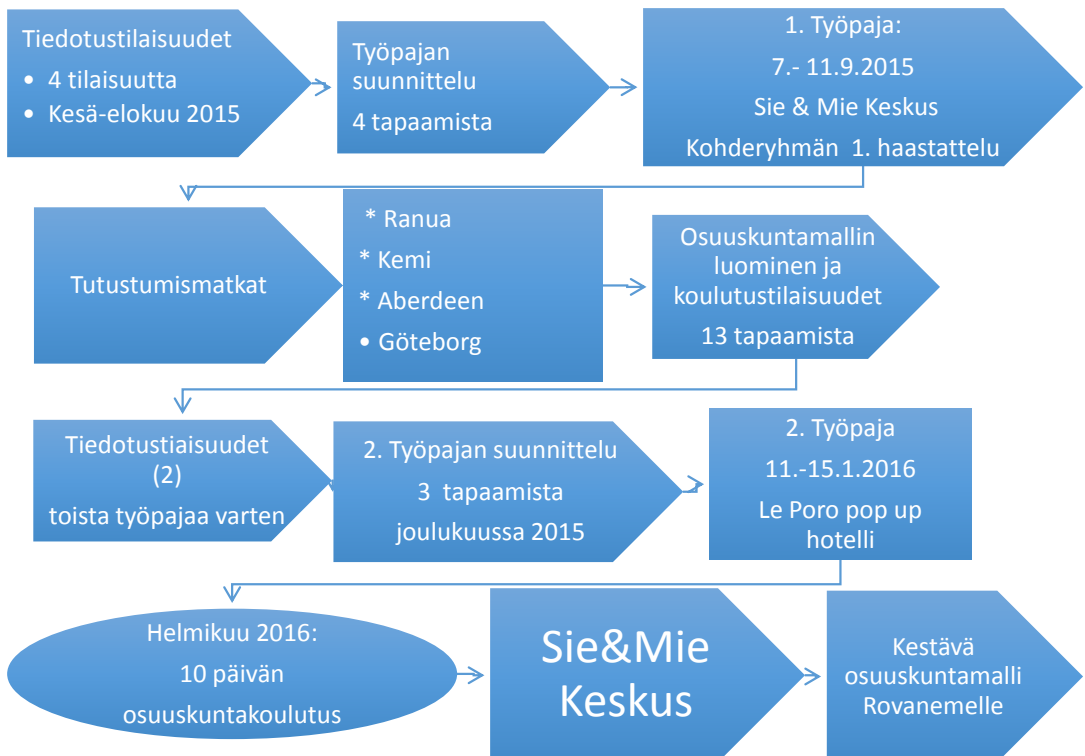 Tiedotustilaisuudet
• 4 tilaisuutta
• Kesä-elokuu 2015
Työpajan
suunnittelu
4 tapaamista
1. Työpaja:
7.- 11.9.2015
Sie & Mie Keskus
Kohderyhmän 1. haastattelu
Tutustumismatkat
* Ranua
* Kemi
* Aberdeen
• Göteborg
Osuuskuntamallin
luominen ja
koulutustilaisuudet
13 tapaamista
Tiedotustiaisuudet
(2)
toista työpajaa varten
2. Työpajan suunnittelu
3 tapaamista
joulukuussa 2015
2. Työpaja
11.-15.1.2016
Le Poro pop up
hotelli
Helmikuu 2016:
10 päivän
osuuskuntakoulutus
Sie&Mie
Keskus
Kestävä
osuuskuntamalli
Rovanemelle